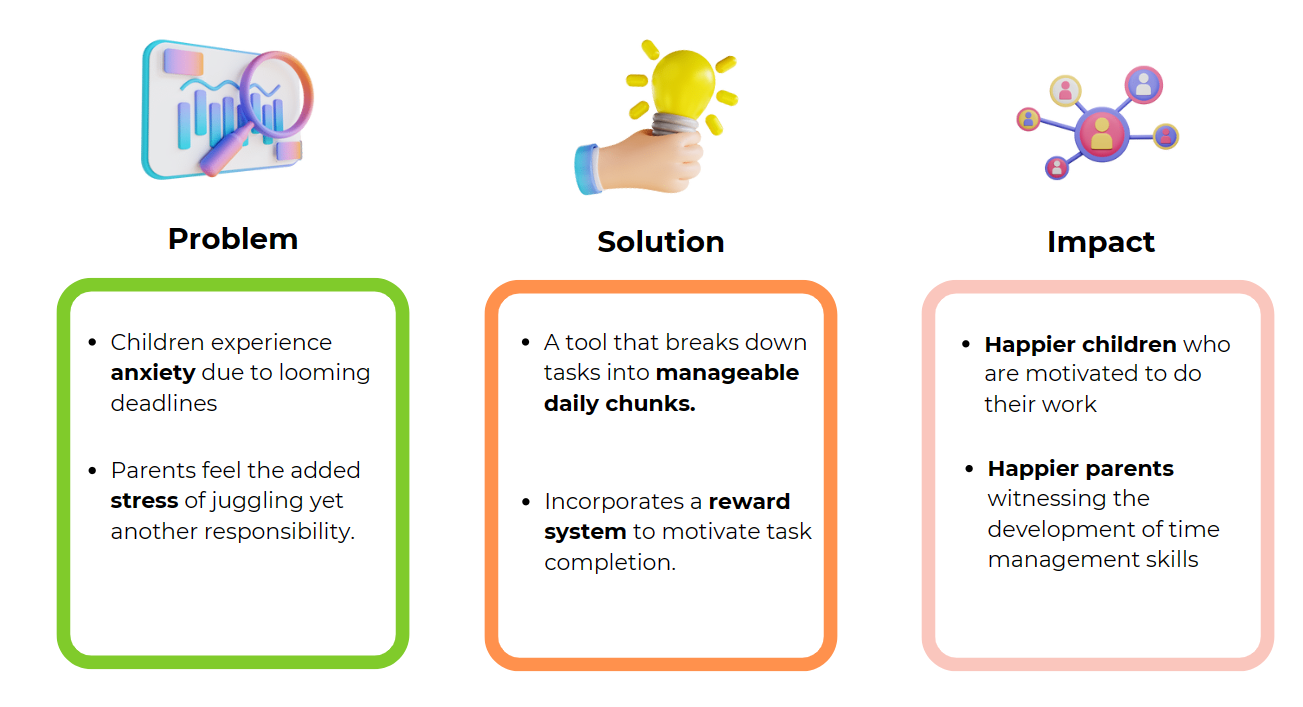 Problem
• Children experience
anxiety due to looming
deadlines
• Parents feel the added
stress of juggling yet
another responsibility.
Solution
• A tool that breaks down
tasks into manageable
daily chunks.
• Incorporates a reward
system to motivate task
completion.
Impact
• Happier children who
are motivated to do
their work
• Happier parents
witnessing the
development of time
management skills